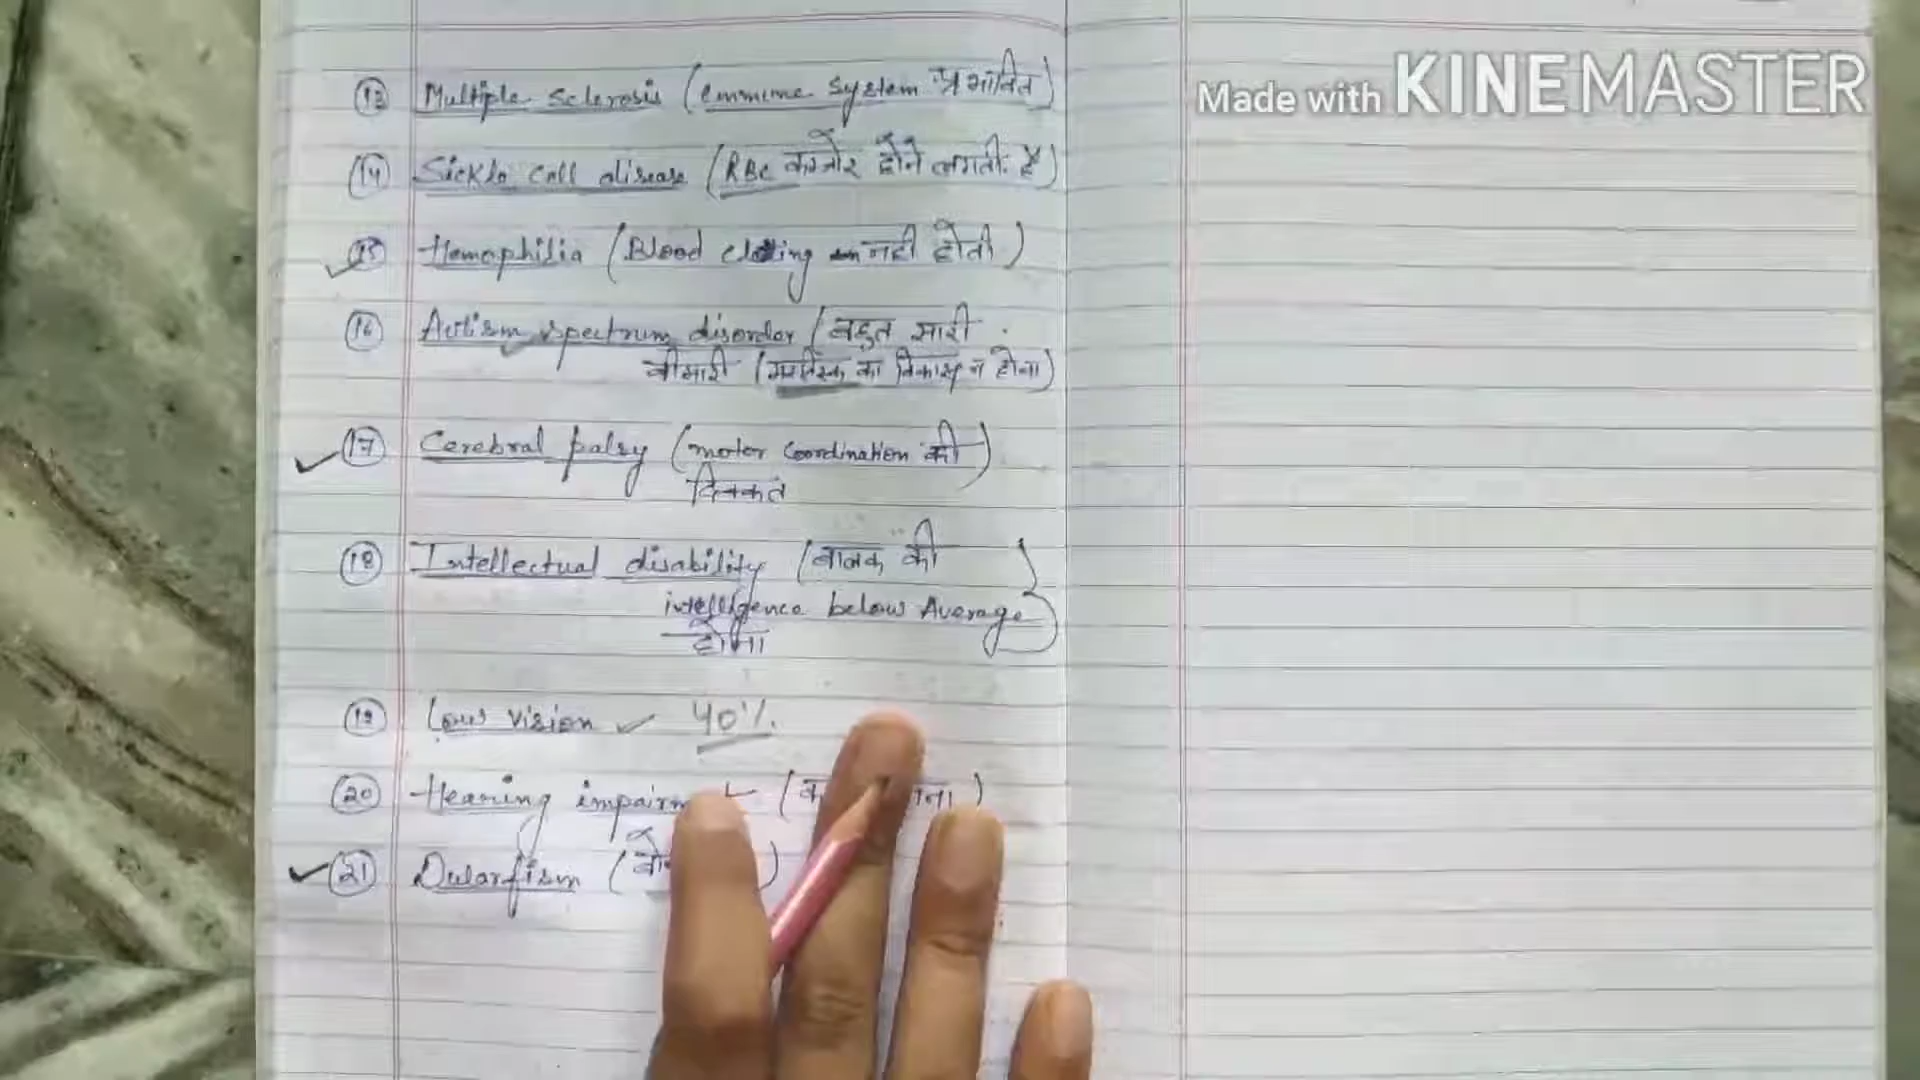 Made with KINEMASTER
13 Multiple sclerosis (emmime system प्रभावित)
14 Sickle cell disease (RBC कमजोर होने लगती है)
15 Hemophilia (Blood clotting नही होती)
16 Autism spectrum disorder (बहुत सारी
बीमारी (मस्तिस्क का विकास न होना)
17 Cerebral palsy (motor coordination की)
दिक्कत
18 Intellectual disability (बालक की
intelligence below Average
होना
19 Low vision 40%.
20 Hearing
21 Dwarfism